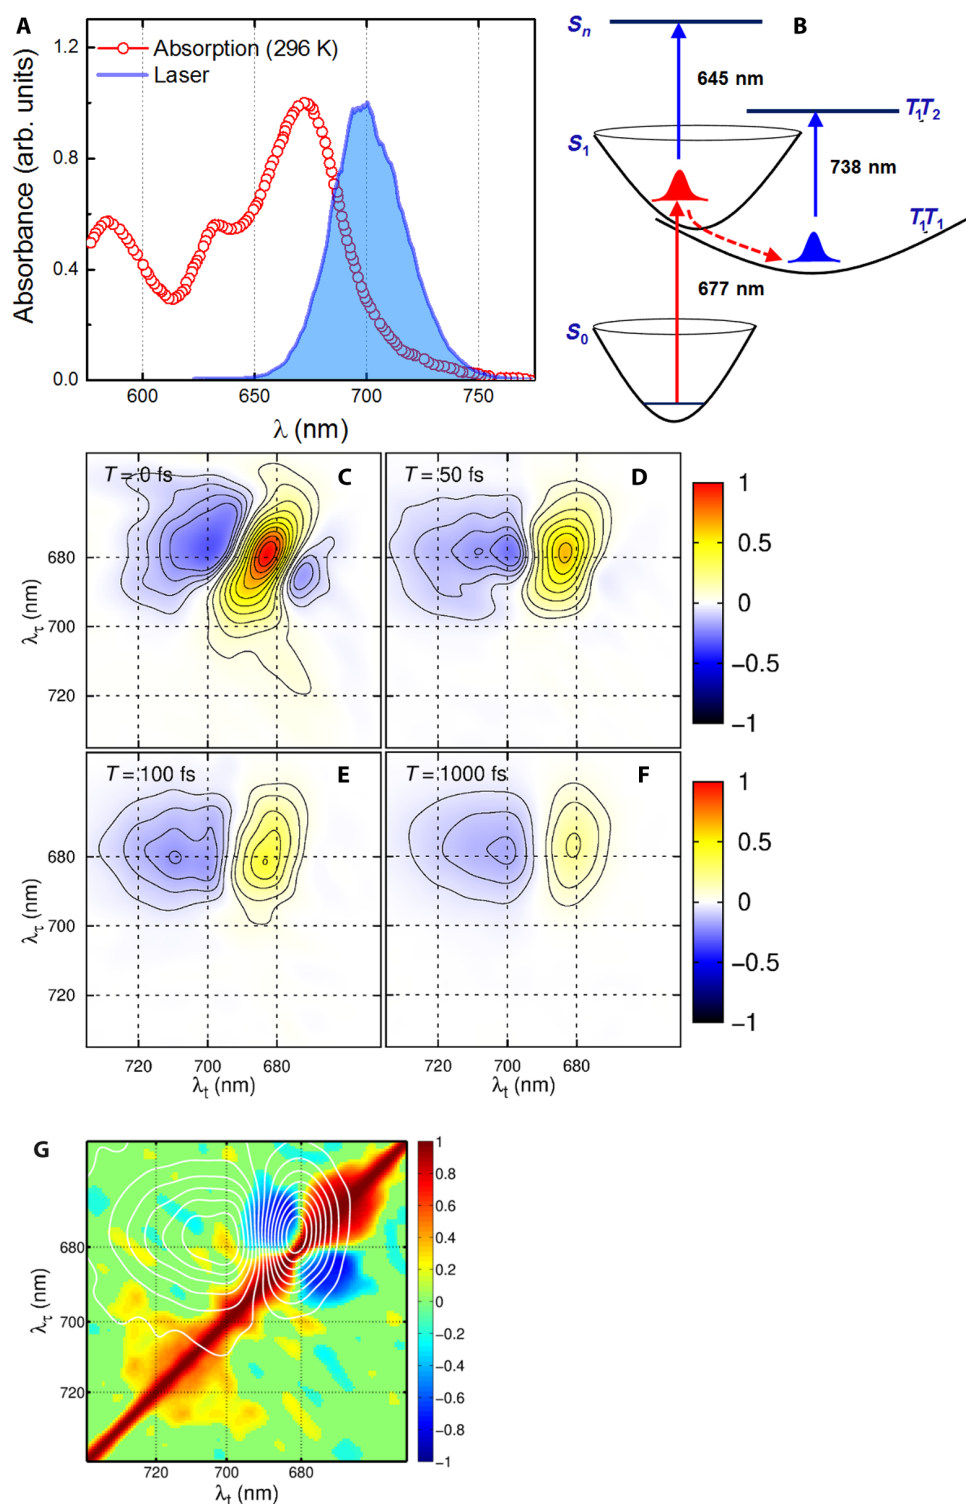 A
Absorption (296 K)
Laser
Absorbance (arb. units)
1.2
0.8
0.4
0.0
600
650
700
750
λ (nm)
B
Sn
645 nm
T1T2
S1
738 nm
T1T1
677 nm
S0
T = 0 fs
C
T = 50 fs
D
680
700
720
λτ (nm)
1
0.5
0
−0.5
−1
T = 100 fs
E
T = 1000 fs
F
680
700
720
λτ (nm)
1
0.5
0
−0.5
−1
720
700
680
720
700
680
λt (nm)
λt (nm)
G
680
700
720
λτ (nm)
1
0.8
0.6
0.4
0.2
0
−0.2
−0.4
−0.6
−0.8
−1
720
700
680
λt (nm)